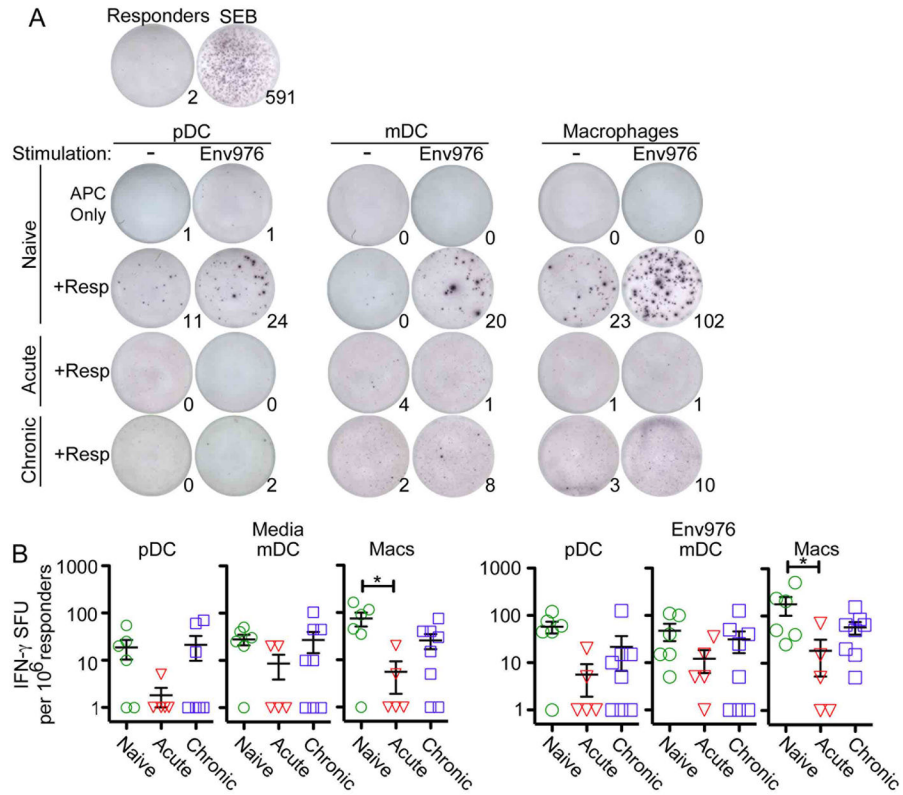 A
Responders SEB
2 591
pDC mDC Macrophages
Stimulation: - Env976 - Env976 - Env976
Naive
APC
Only
1 1 0 0 0 0
+Resp
11 24 0 20 23 102
Acute
+Resp
0 0 4 1 1 1
Chronic
+Resp
0 2 2 8 3 10
B
Media Env976
pDC mDC Macs pDC mDC Macs
IFN-γ SFU
per 10⁶ responders
1000 1000
* *
100 100
10 10
1 1
Naive Acute Chronic Naive Acute Chronic Naive Acute Chronic Naive Acute Chronic Naive Acute Chronic Naive Acute Chronic